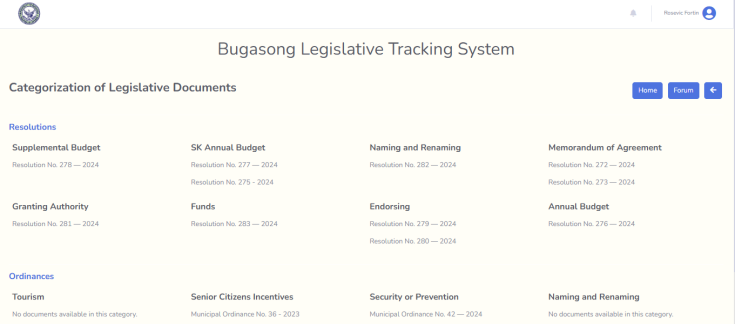 Rosavic Fortin
Bugasong Legislative Tracking System
Categorization of Legislative Documents
Home
Forum
Resolutions
Supplemental Budget
Resolution No. 278 — 2024
SK Annual Budget
Resolution No. 277 — 2024
Resolution No. 275 - 2024
Naming and Renaming
Resolution No. 282 — 2024
Memorandum of Agreement
Resolution No. 272 — 2024
Resolution No. 273 — 2024
Granting Authority
Resolution No. 281 — 2024
Funds
Resolution No. 283 — 2024
Endorsing
Resolution No. 279 — 2024
Resolution No. 280 — 2024
Annual Budget
Resolution No. 276 — 2024
Ordinances
Tourism
No documents available in this category.
Senior Citizens Incentives
Municipal Ordinance No. 36 - 2023
Security or Prevention
Municipal Ordinance No. 42 — 2024
Naming and Renaming
No documents available in this category.